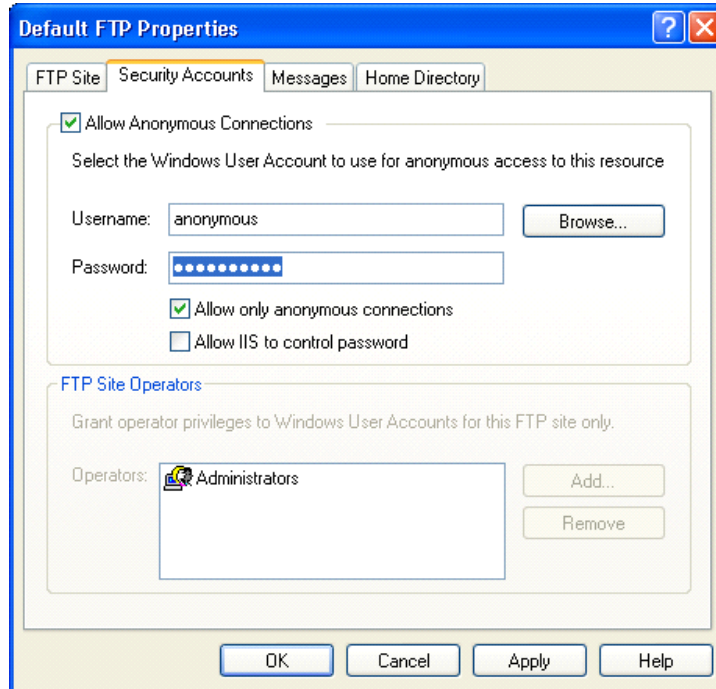 Default FTP Properties
FTP Site Security Accounts Messages Home Directory
Allow Anonymous Connections
Select the Windows User Account to use for anonymous access to this resource
Username: anonymous Browse...
Password: ●●●●●●●●●●
Allow only anonymous connections
Allow IIS to control password
FTP Site Operators
Grant operator privileges to Windows User Accounts for this FTP site only.
Operators: Administrators Add...
Remove
OK Cancel Apply Help